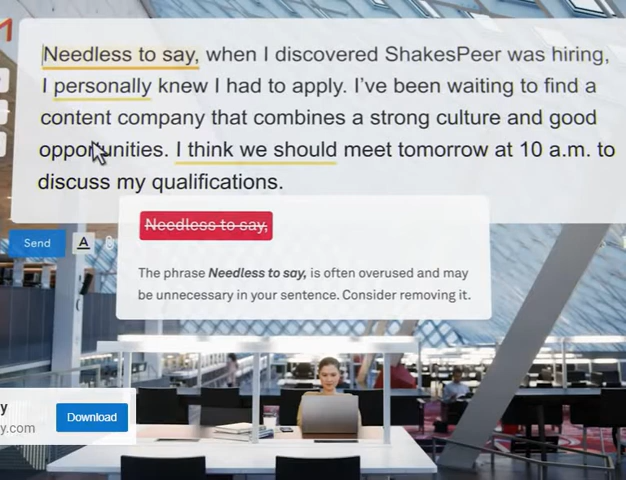 Needless to say, when I discovered ShakesPeer was hiring,
I personally knew I had to apply. I've been waiting to find a
content company that combines a strong culture and good
opportunities. I think we should meet tomorrow at 10 a.m. to
discuss my qualifications.
Needless to say,
Send A
The phrase Needless to say, is often overused and may
be unnecessary in your sentence. Consider removing it.
y
Download
y.com